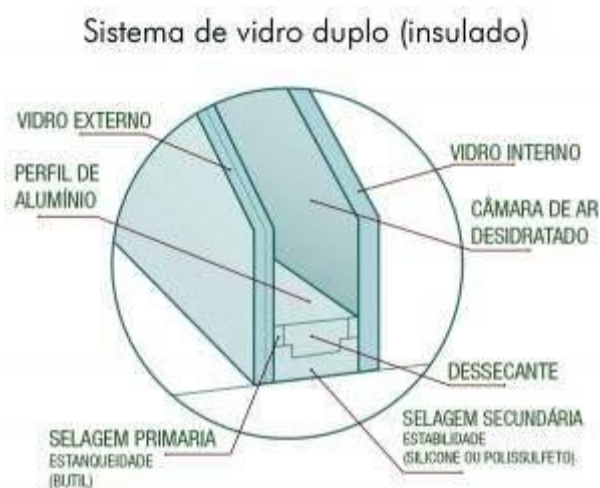 Sistema de vidro duplo (insulado)
VIDRO EXTERNO
VIDRO INTERNO
PERFIL DE
ALUMÍNIO
CÂMARA DE AR
DESIDRATADO
DESSECANTE
SELAGEM PRIMARIA
ESTANQUEIDADE
(BUTIL)
SELAGEM SECUNDÁRIA
ESTABILIDADE
(SILICONE OU POLISSULFETO)